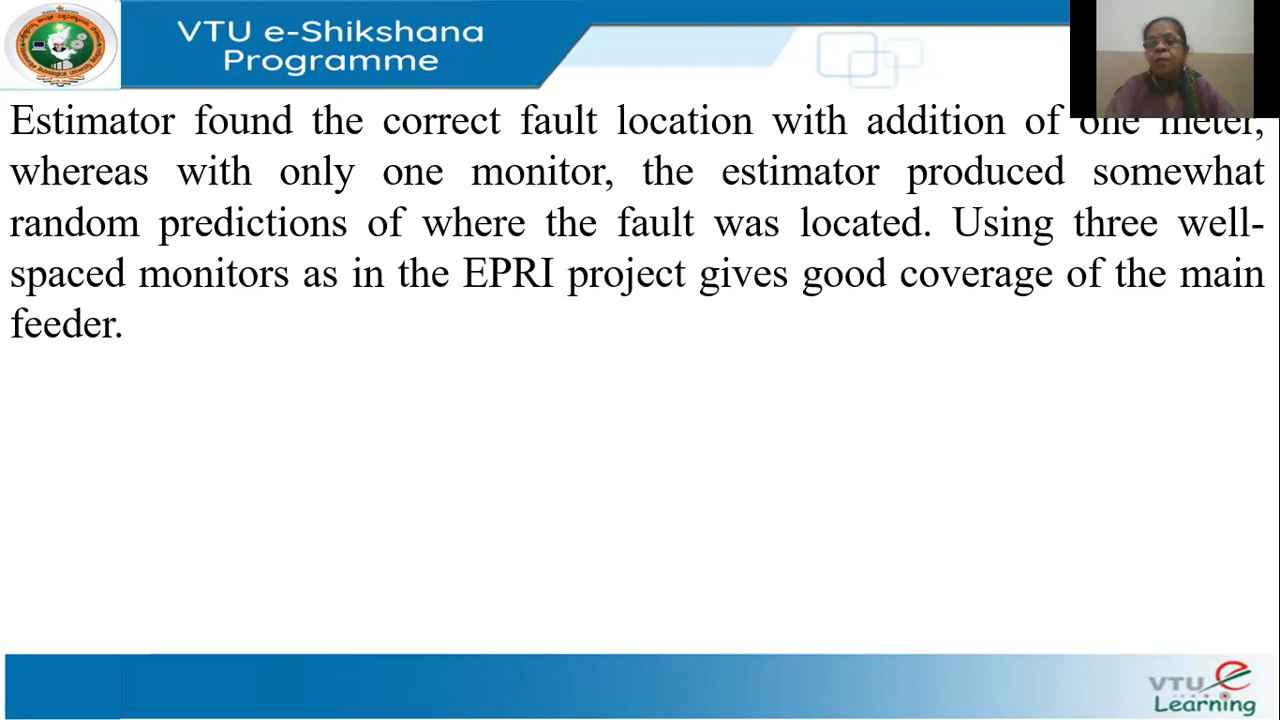 VTU e-Shikshana
Programme
Estimator found the correct fault location with addition of one meter,
whereas with only one monitor, the estimator produced somewhat
random predictions of where the fault was located. Using three well-
spaced monitors as in the EPRI project gives good coverage of the main
feeder.
VTU e
Learning